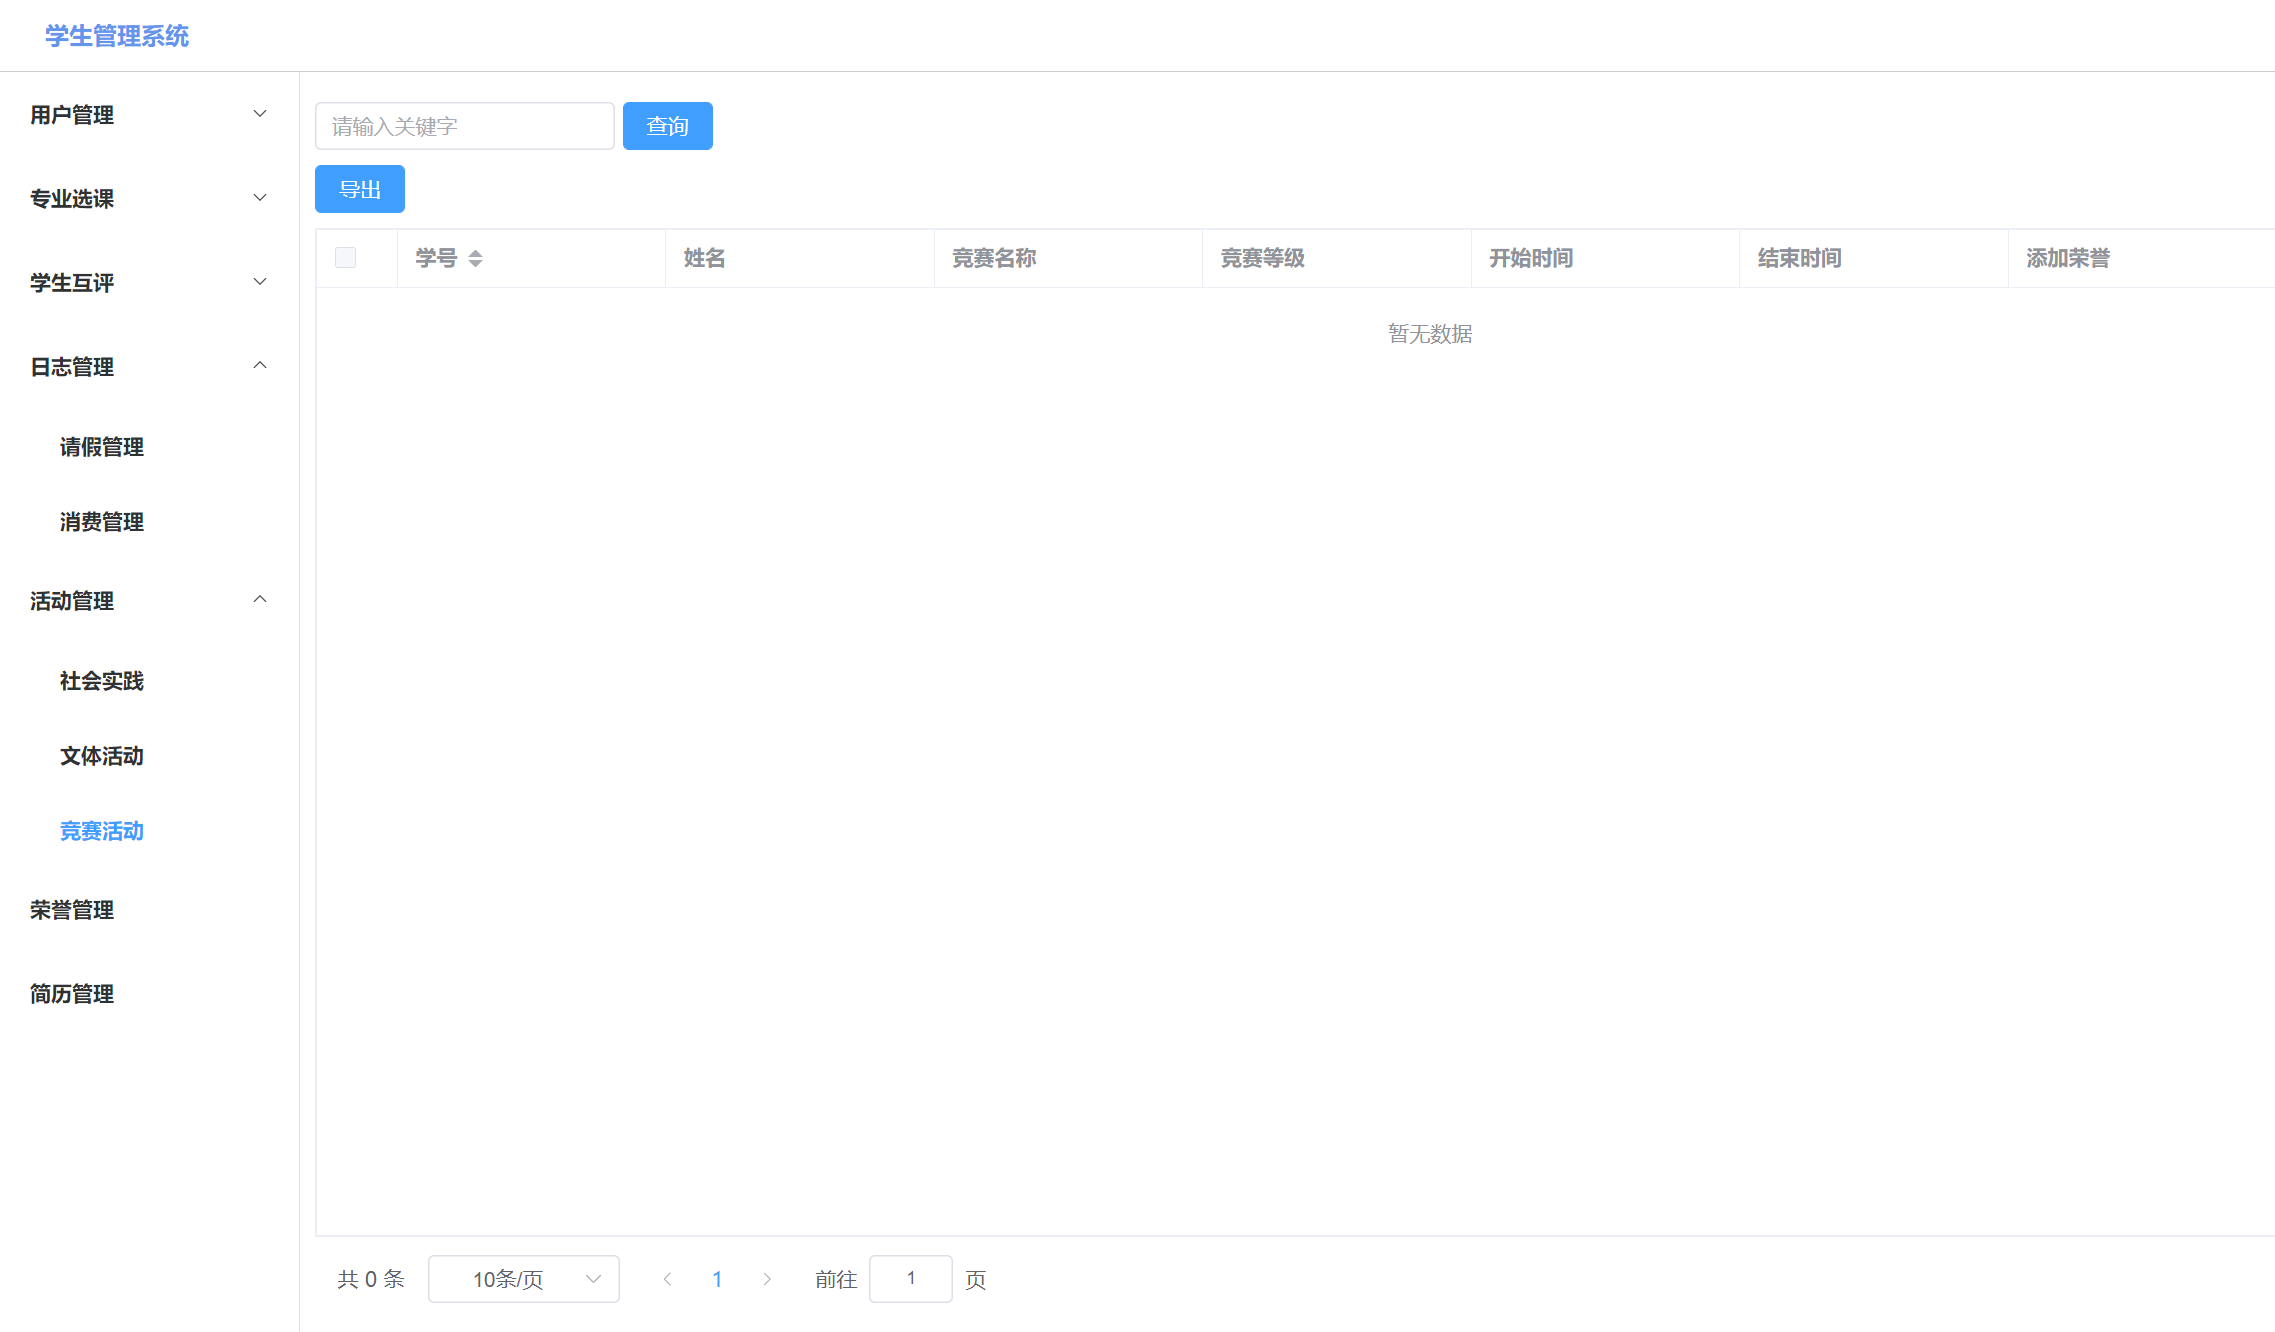 学生管理系统
用户管理
专业选课
学生互评
日志管理
请假管理
消费管理
活动管理
社会实践
文体活动
竞赛活动
荣誉管理
简历管理
请输入关键字 查询
导出
学号 姓名 竞赛名称 竞赛等级 开始时间 结束时间 添加荣誉
暂无数据
共 0 条 10条/页 1 前往 1 页